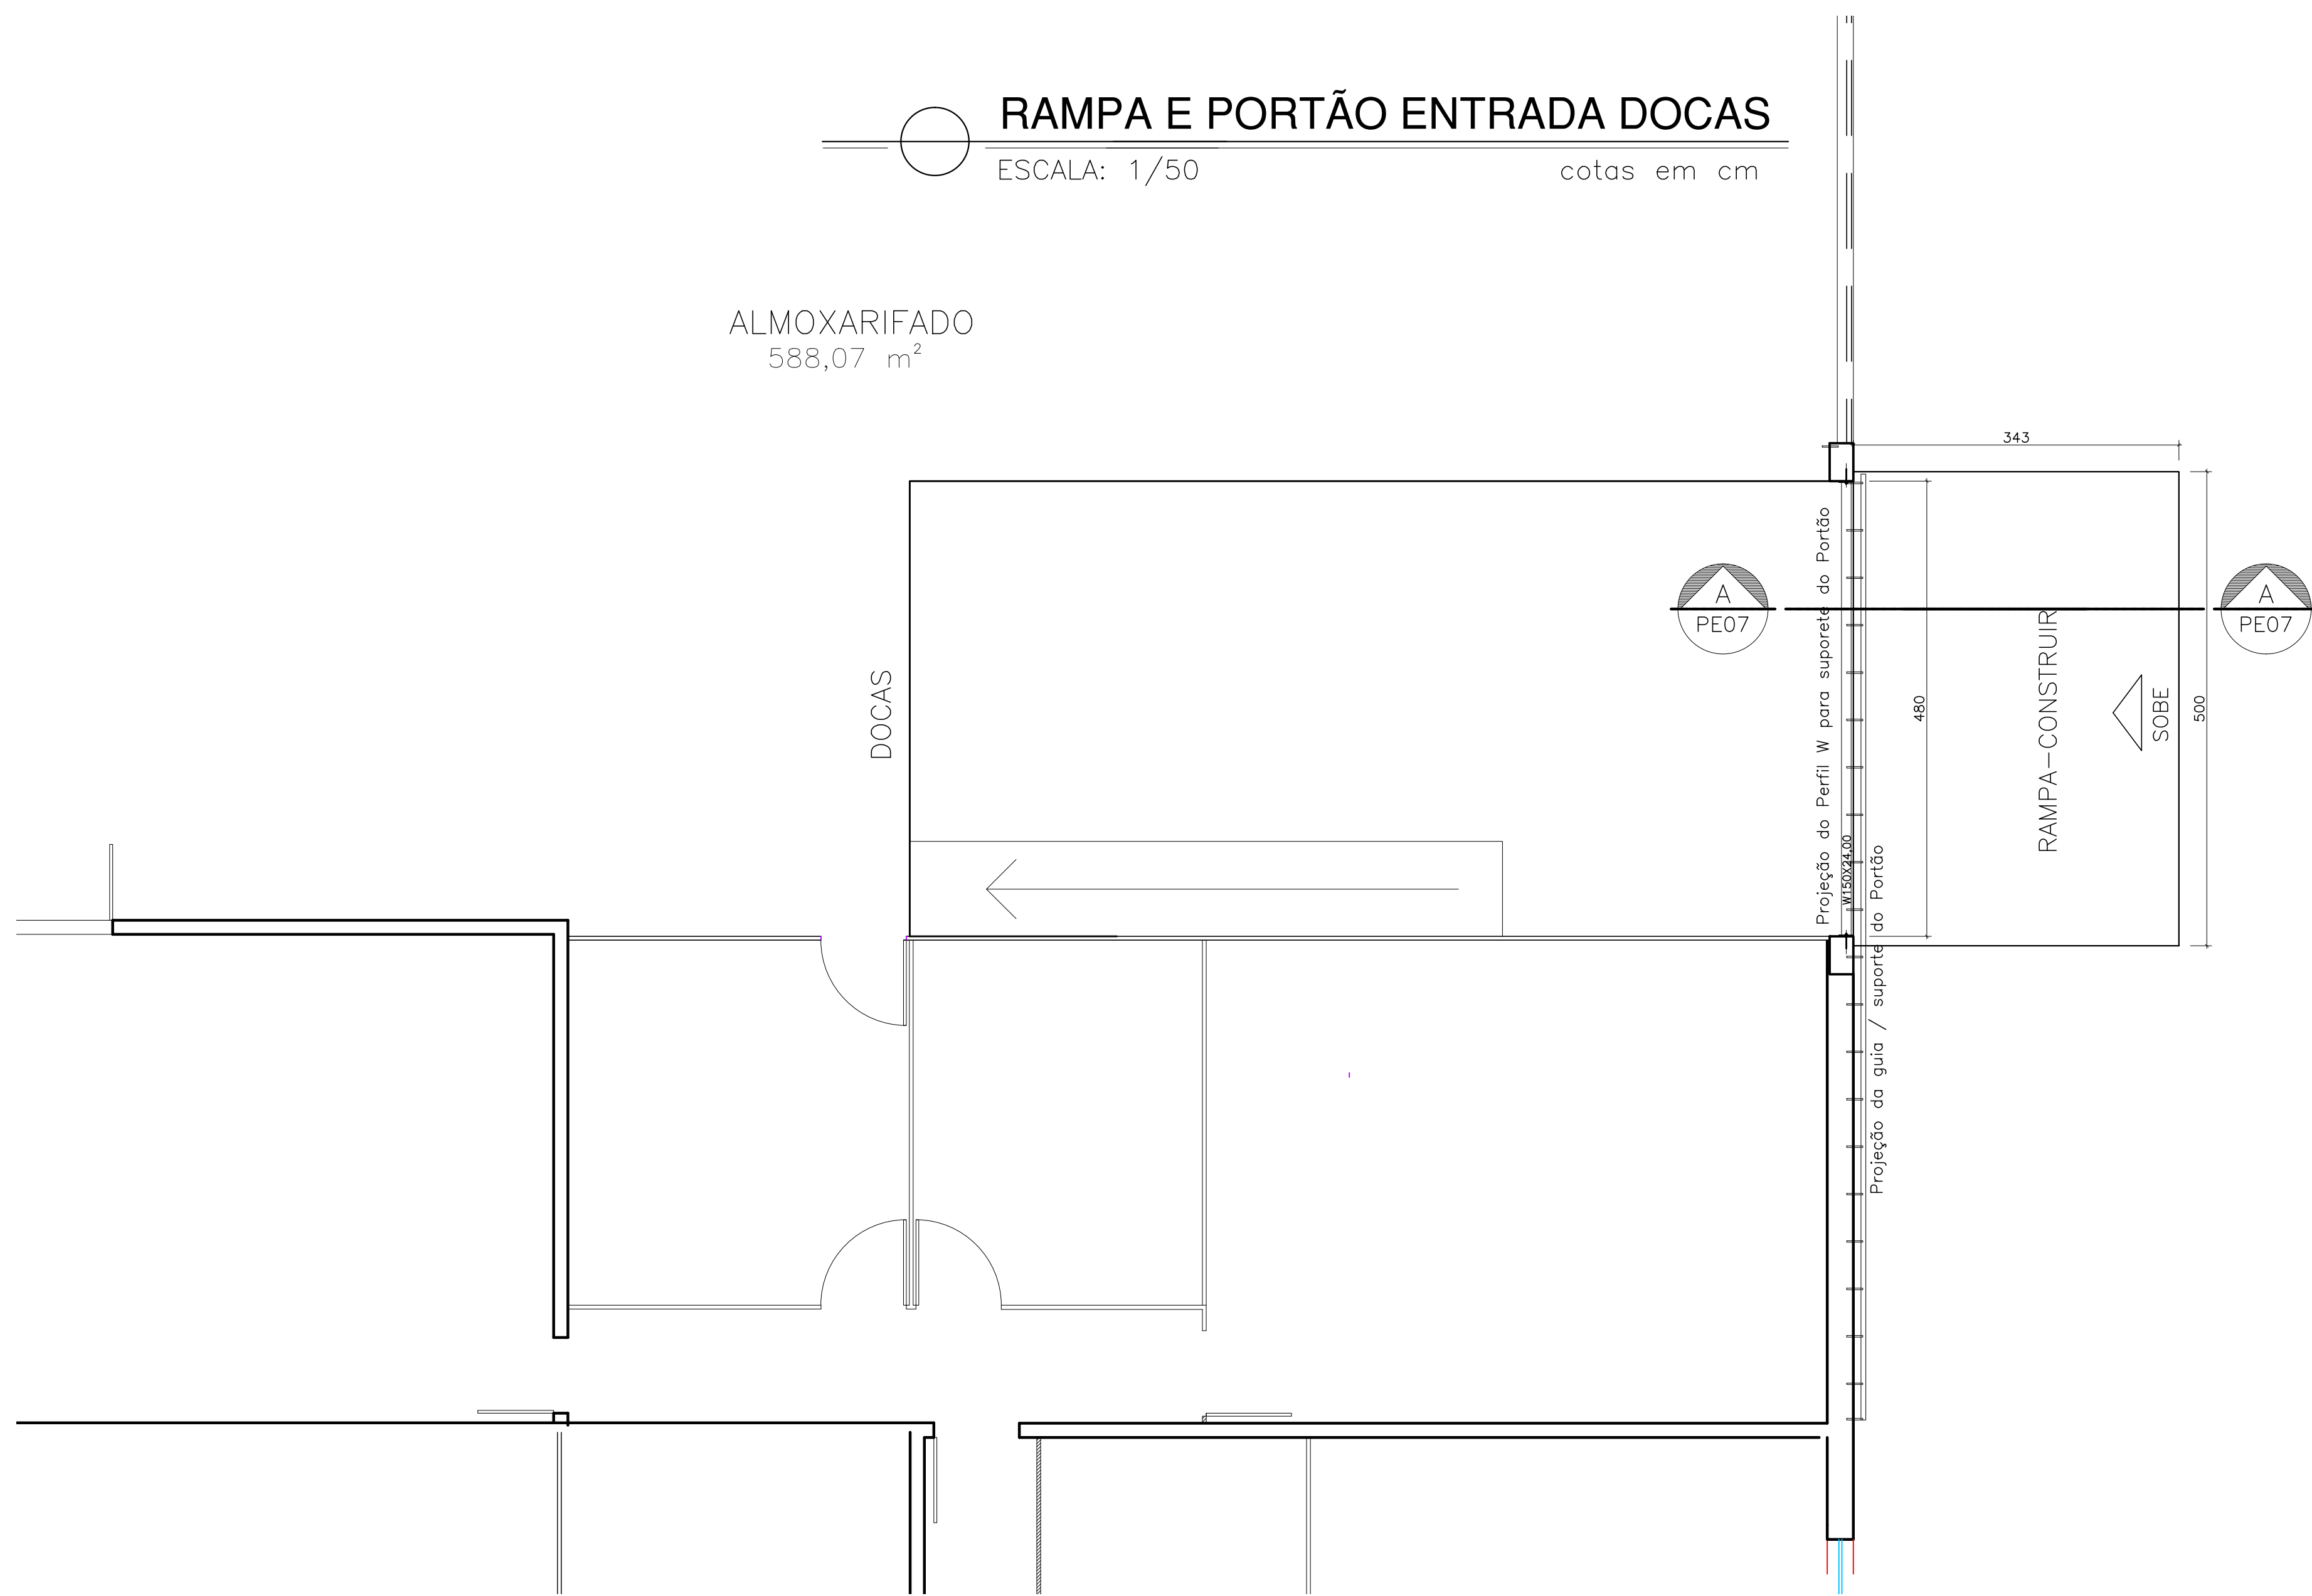 RAMPA E PORTÃO ENTRADA DOCAS
ESCALA: 1/50
cotas em cm
ALMOXARIFADO
588,07 m²
343
DOCAS
Projeção do Perfil W para suporete do Portão
W150X24,00
Projeção da guia / suporte do Portão
A
PE07
480
RAMPA-CONSTRUIR
SOBE
500
A
PE07